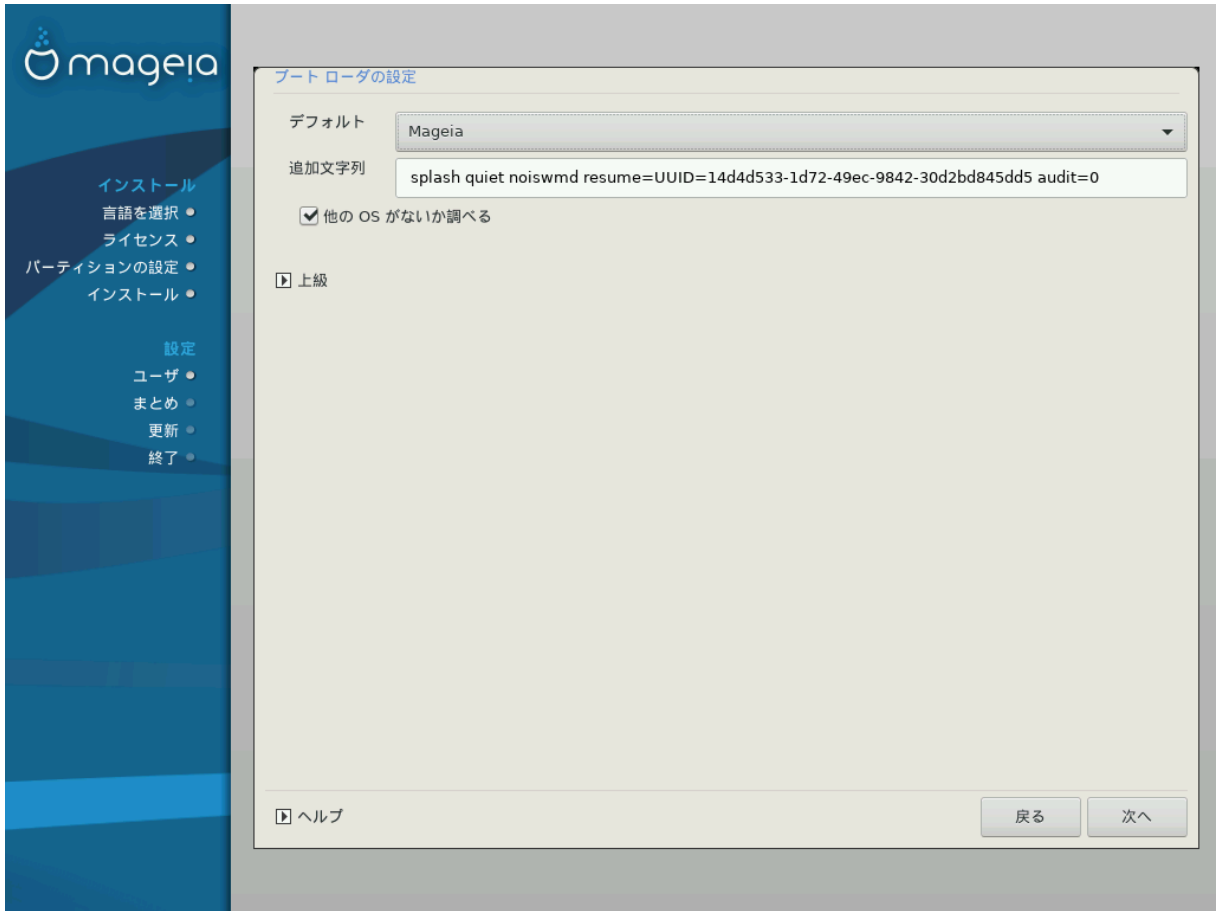 mageia
インストール
言語を選択
ライセンス
パーティションの設定
インストール
設定
ユーザ
まとめ
更新
終了
ブート ローダの設定
デフォルト
Mageia
追加文字列
splash quiet noiswmd resume=UUID=14d4d533-1d72-49ec-9842-30d2bd845dd5 audit=0
他の OS がないか調べる
上級
ヘルプ
戻る
次へ